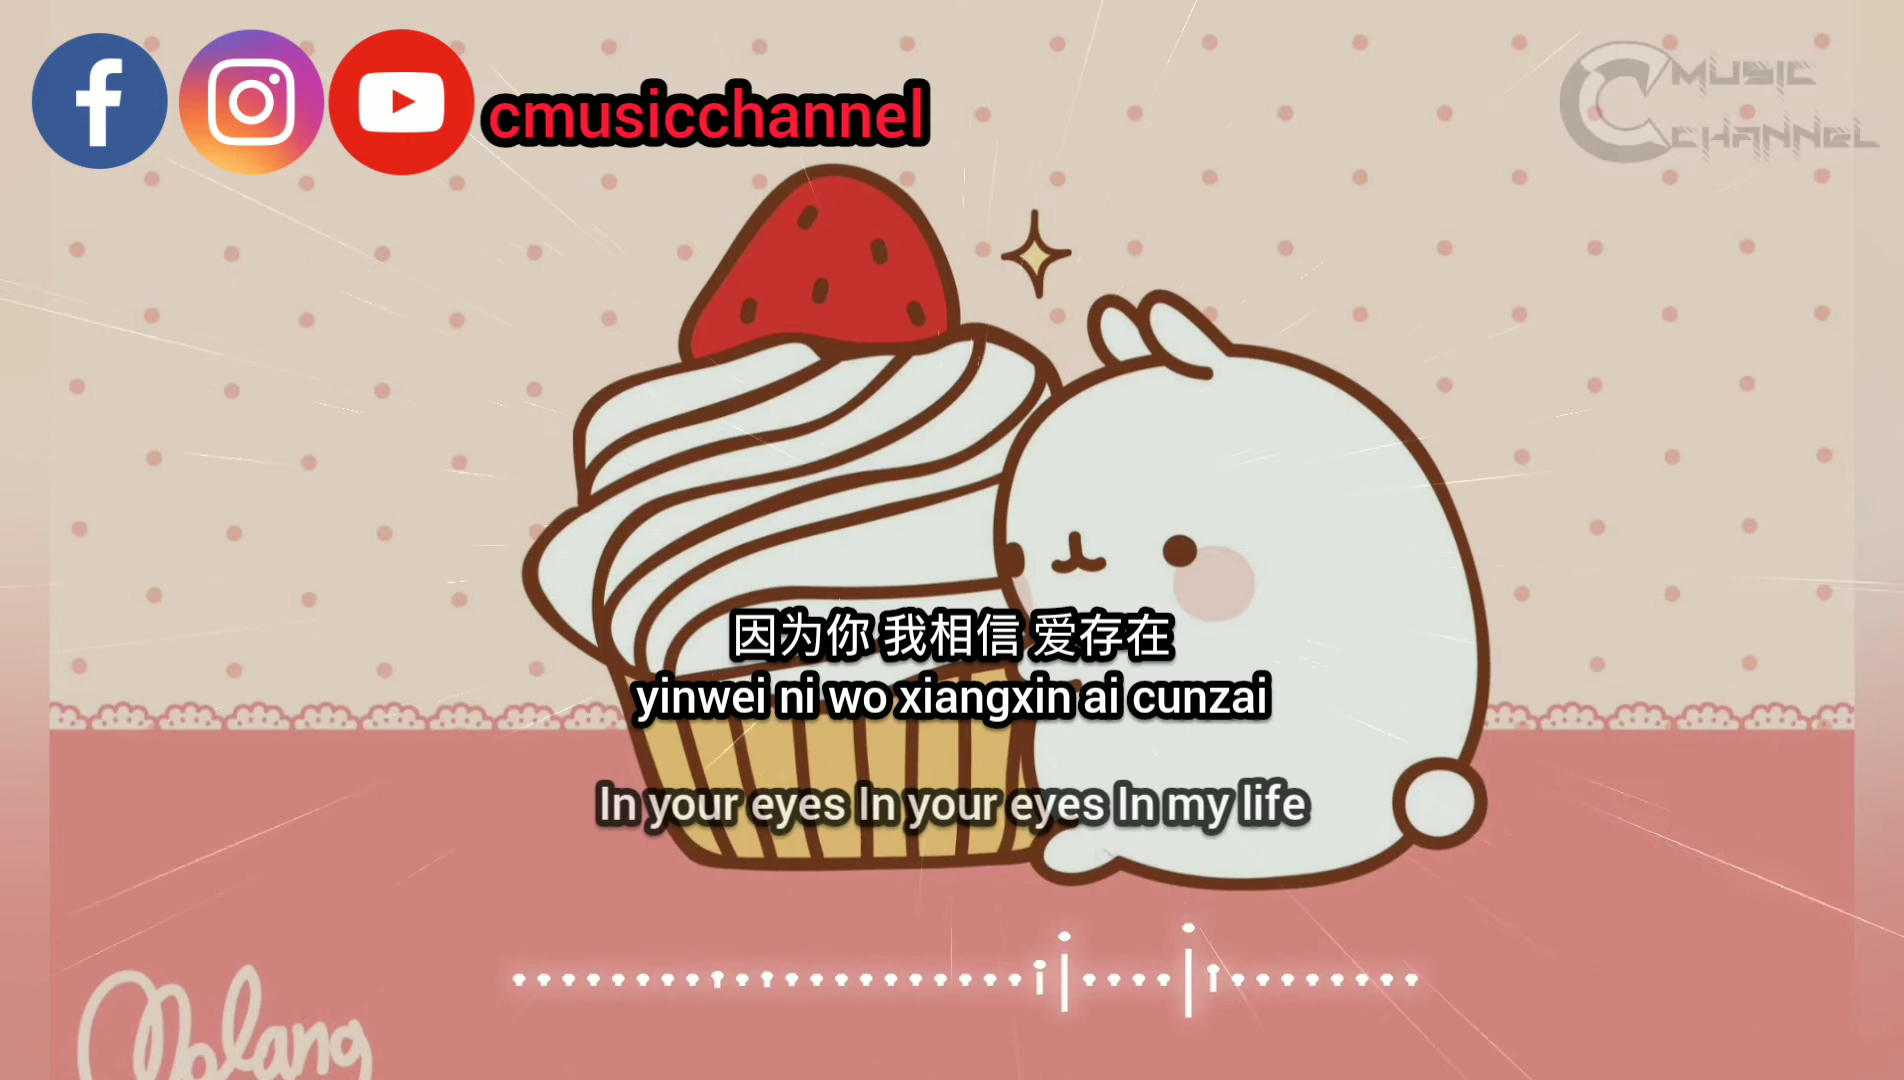 cmusicchannel
MUSIC
CHANNEL
因为你 我相信 爱存在
yinwei ni wo xiangxin ai cunzai
In your eyes In your eyes In my life
Molang